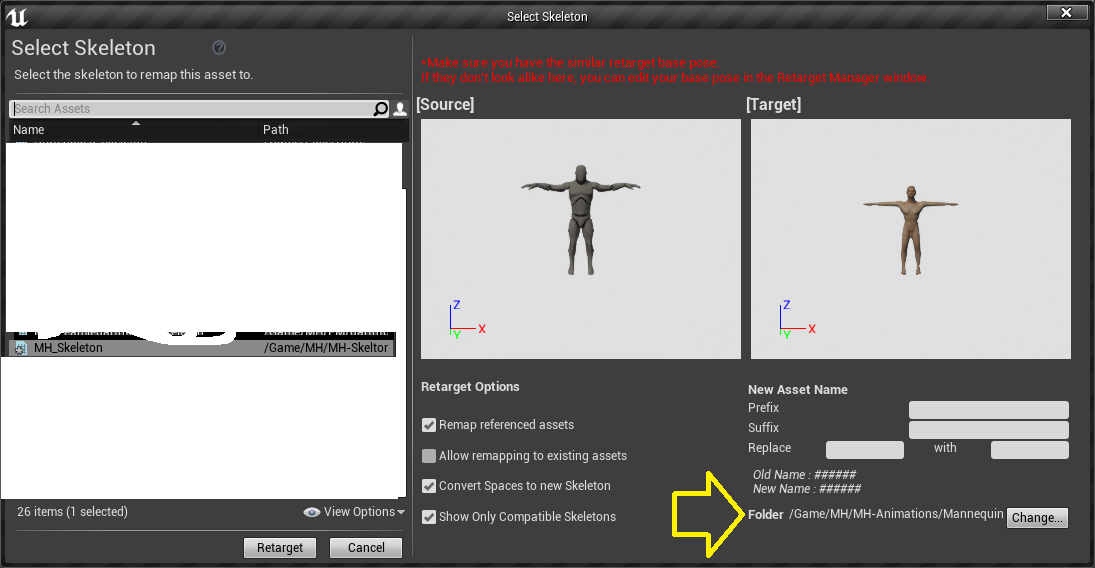 Select Skeleton
Select Skeleton
Select the skeleton to remap this asset to.
Search Assets
Name Path
MH_Skeleton /Game/MH/MH-Skeltor
26 items (1 selected) View Options
Retarget Cancel
*Make sure you have the similar retarget base pose.
If they don't look alike here, you can edit your base pose in the Retarget Manager window.
[Source] [Target]
Z
X
Y
Z
X
Y
Retarget Options
Remap referenced assets
Allow remapping to existing assets
Convert Spaces to new Skeleton
Show Only Compatible Skeletons
New Asset Name
Prefix
Suffix
Replace with
Old Name : ######
New Name : ######
Folder /Game/MH/MH-Animations/Mannequin Change...